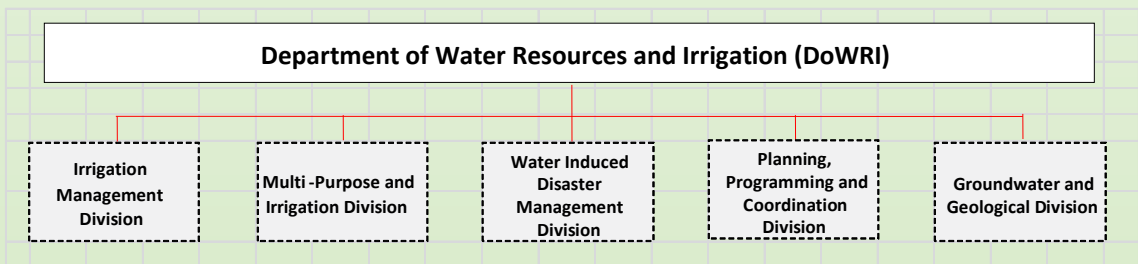 Department of Water Resources and Irrigation (DoWRI)
Irrigation
Management
Division
Multi -Purpose and
Irrigation Division
Water Induced
Disaster
Management
Division
Planning,
Programming and
Coordination
Division
Groundwater and
Geological Division